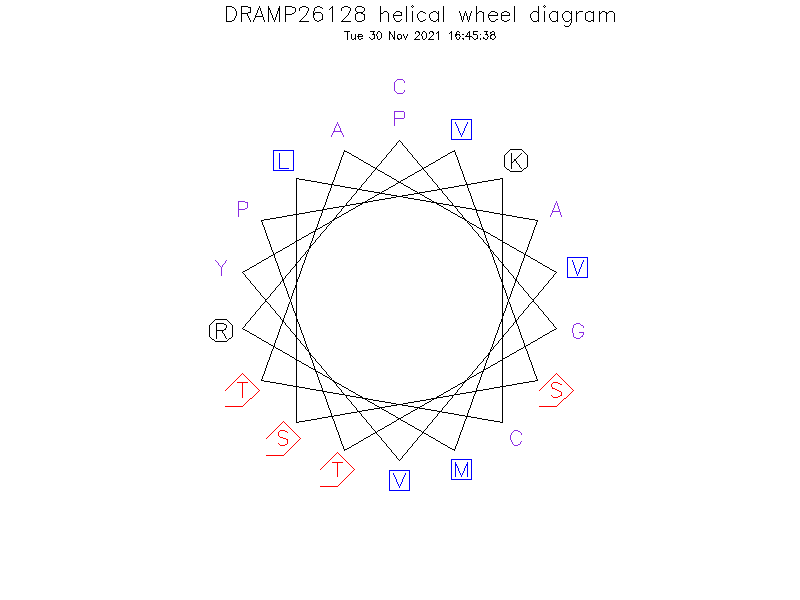 DRAMP26128 helical wheel diagram
Tue 30 Nov 2021 16:45:38
C
A P V
L K
P A
Y V
R G
T S
S C
T V M